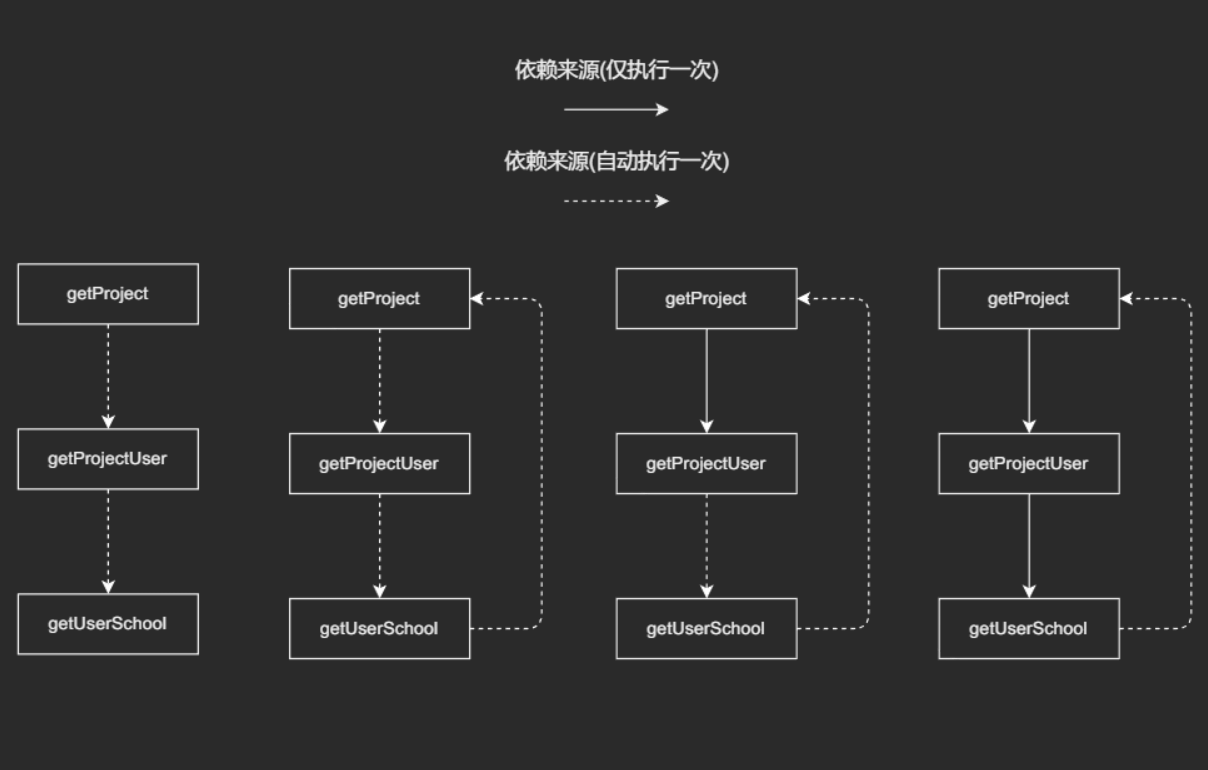 依赖来源(仅执行一次)
依赖来源(自动执行一次)
getProject
getProject
getProject
getProject
getProjectUser
getProjectUser
getProjectUser
getProjectUser
getUserSchool
getUserSchool
getUserSchool
getUserSchool